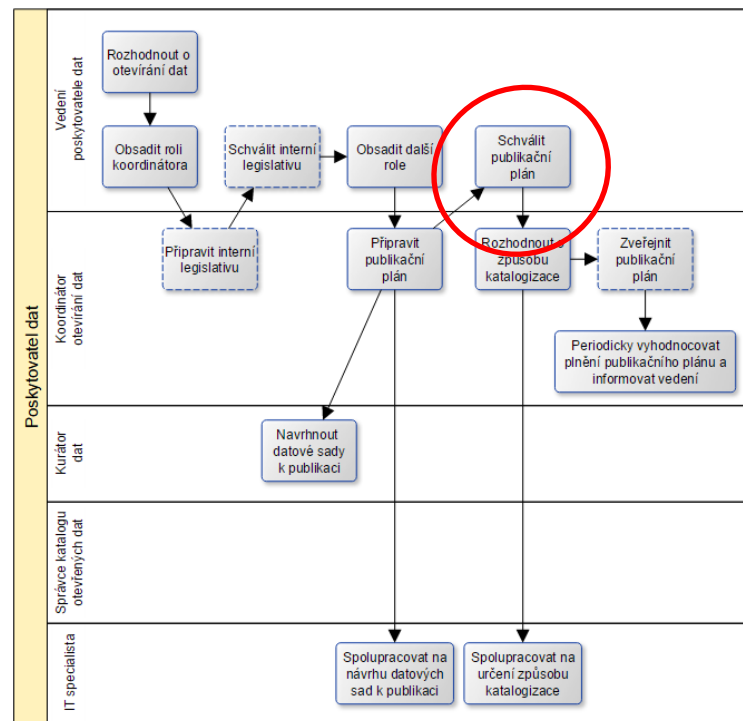 Poskytovatel dat
Vedení
poskytovatele dat
Rozhodnout o
otevírání dat
Obsadit roli
koordinátora
Schválit interní
legislativu
Obsadit další
role
Schválit
publikační
plán
Koordinátor
otevírání dat
Připravit interní
legislativu
Připravit
publikační
plán
Rozhodnout o
způsobu
katalogizace
Zveřejnit
publikační
plán
Periodicky vyhodnocovat
plnění publikačního plánu a
informovat vedení
Kurátor
dat
Navrhnout
datové sady
k publikaci
Správce katalogu
otevřených dat
IT specialista
Spolupracovat na
návrhu datových
sad k publikaci
Spolupracovat na
určení způsobu
katalogizace